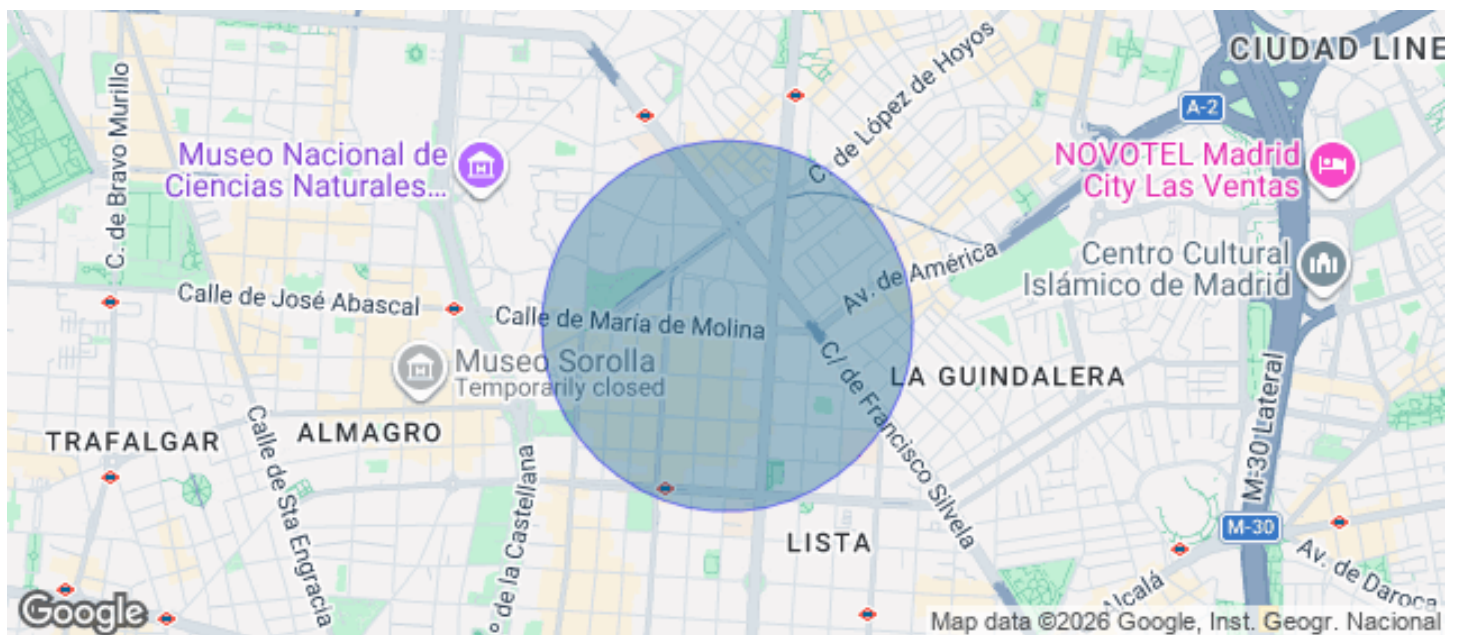 CIUDAD LINE
C. de López de Hoyos
A-2
C. de Bravo Murillo
Museo Nacional de
Ciencias Naturales...
NOVOTEL Madrid
City Las Ventas
Av. de América
Centro Cultural
Islámico de Madrid
Calle de José Abascal
Calle de María de Molina
Museo Sorolla
Temporarily closed
C/ de Francisco Silvela
LA GUINDALERA
M-30 Lateral
TRAFALGAR
ALMAGRO
Calle de Sta Engracia
º de la Castellana
LISTA
M-30
Av. de Daroca
Alcalá
Google
Map data ©2026 Google, Inst. Geogr. Nacional